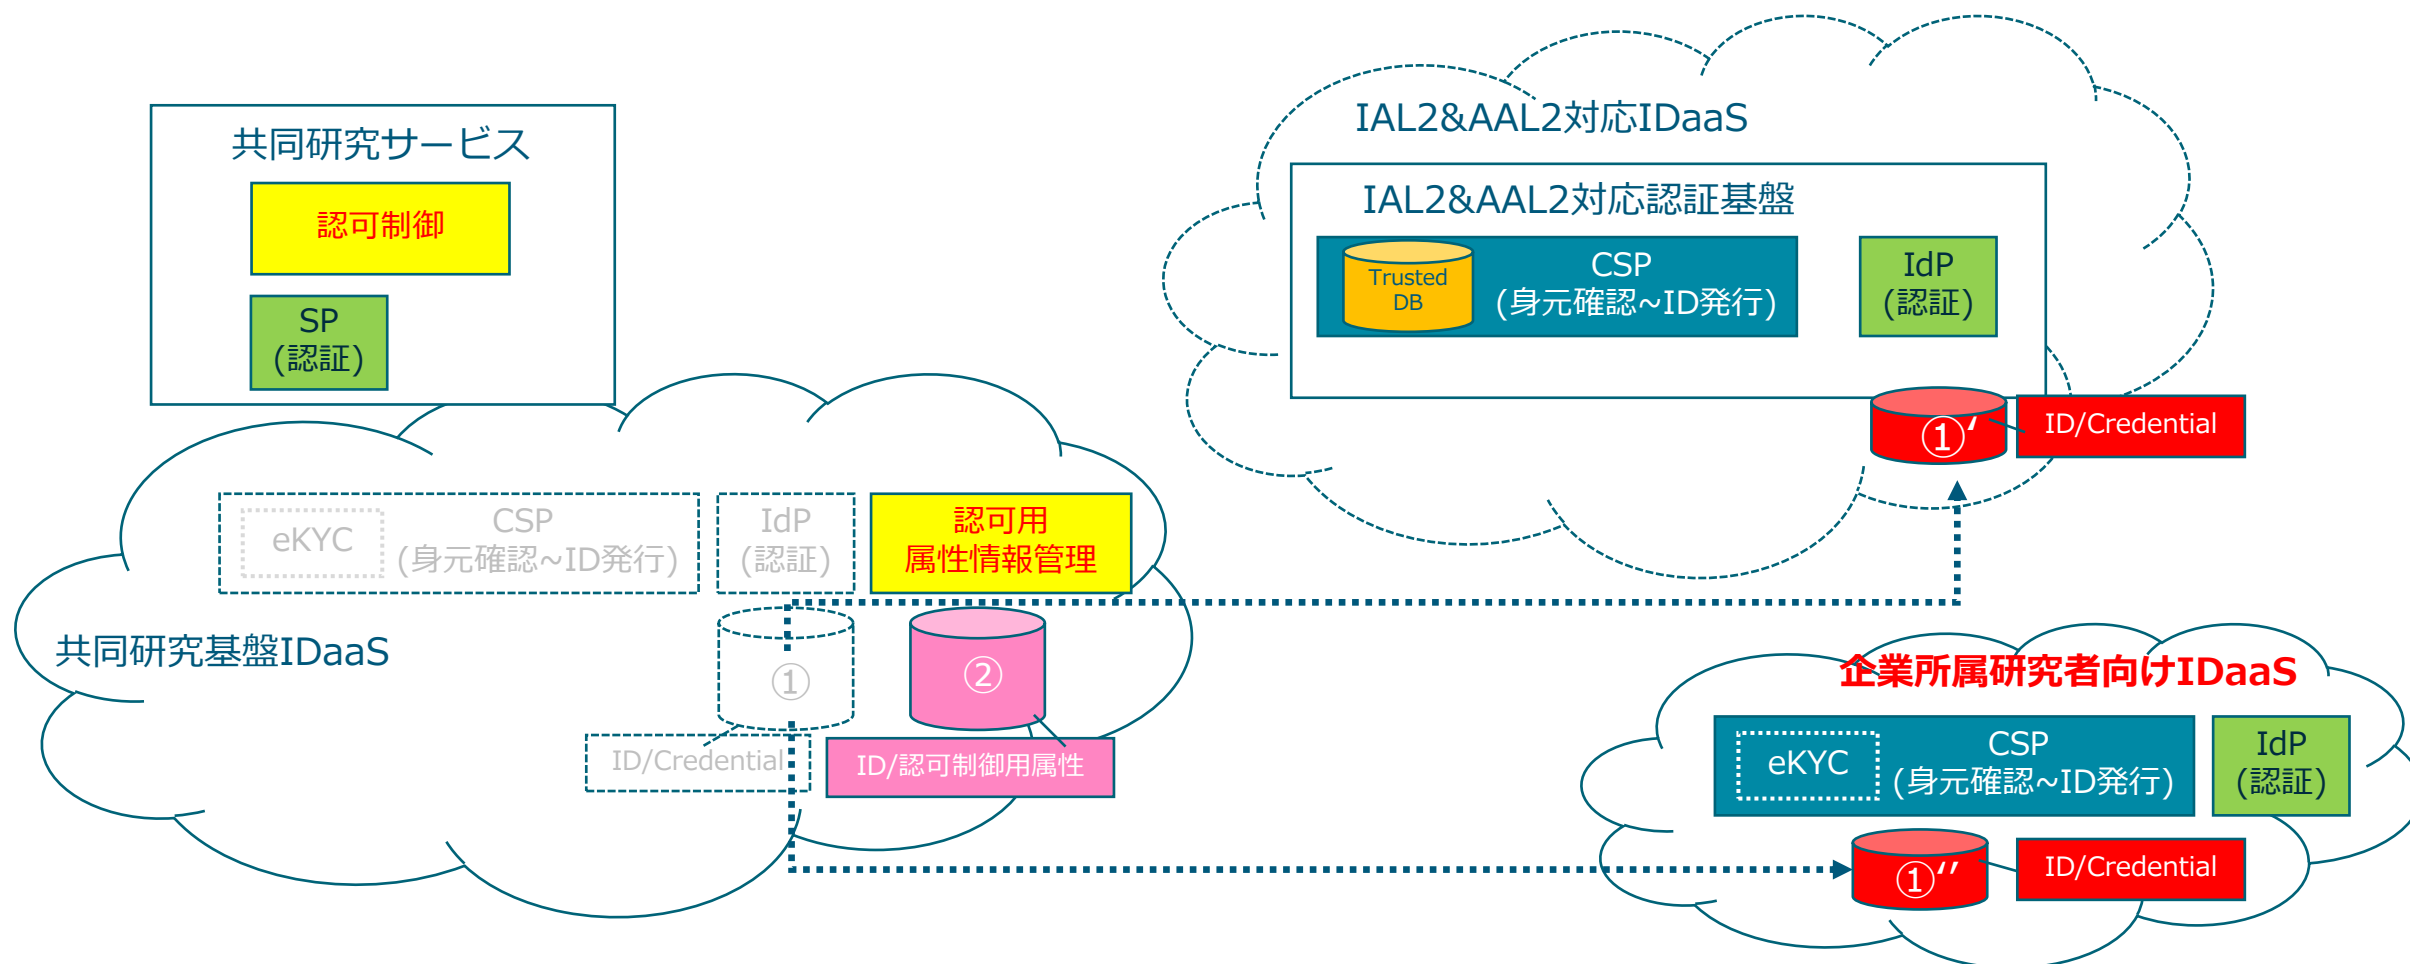 共同研究サービス
認可制御
SP
(認証)
IAL2&AAL2対応IDaaS
IAL2&AAL2対応認証基盤
Trusted
DB
CSP
(身元確認~ID発行)
IdP
(認証)
①’
ID/Credential
eKYC
CSP
(身元確認~ID発行)
IdP
(認証)
認可用
属性情報管理
共同研究基盤IDaaS
①
②
ID/Credential
ID/認可制御用属性
企業所属研究者向けIDaaS
eKYC
CSP
(身元確認~ID発行)
IdP
(認証)
①’’
ID/Credential